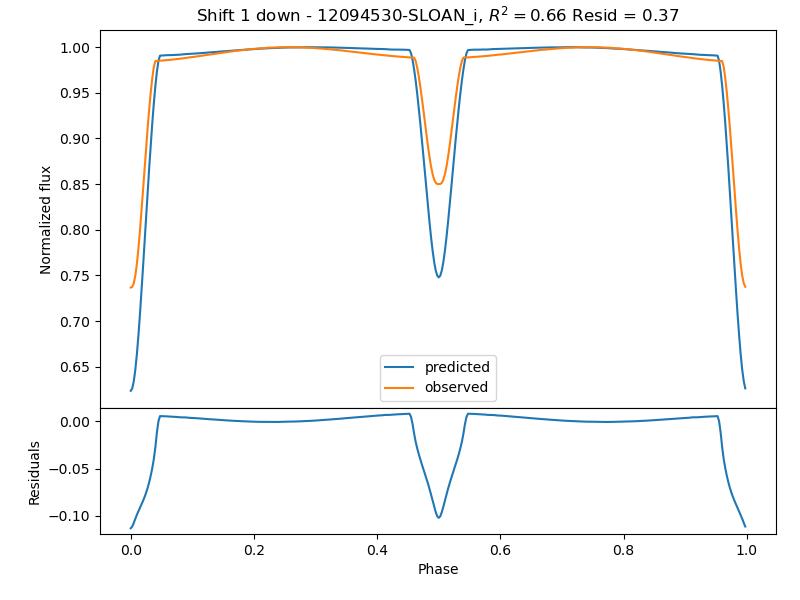 Shift 1 down - 12094530-SLOAN_i, R² = 0.66 Resid = 0.37
1.00
0.95
0.90
0.85
0.80
0.75
0.70
0.65
Normalized flux
predicted
observed
0.00
−0.05
−0.10
Residuals
0.0 0.2 0.4 0.6 0.8 1.0
Phase